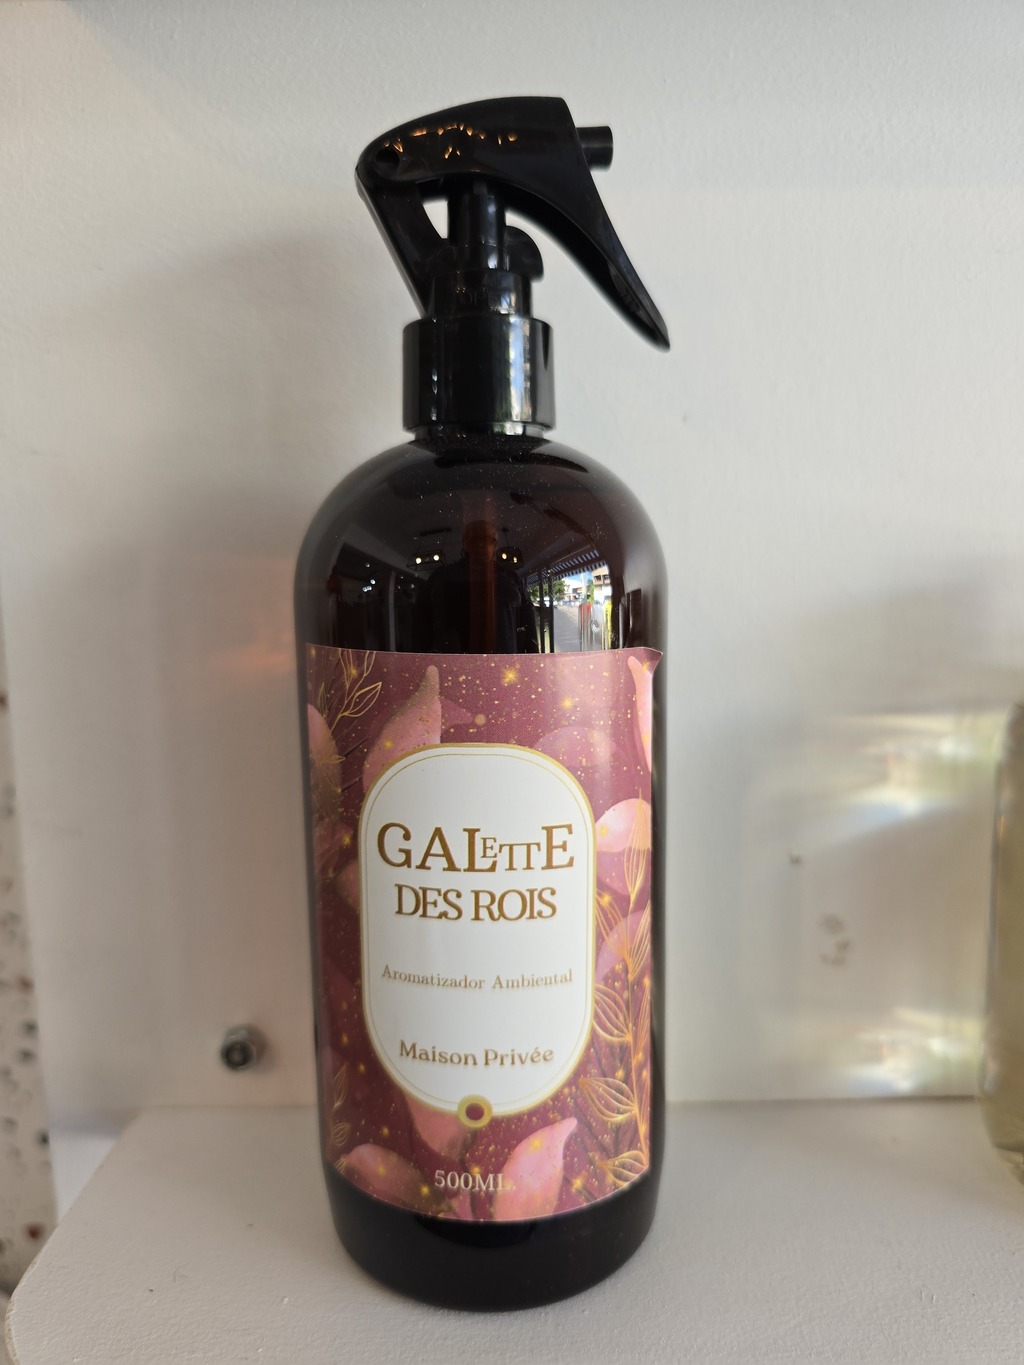 GALETTE
DES ROIS
Aromatizador Ambiental
Maison Privée
500ML.